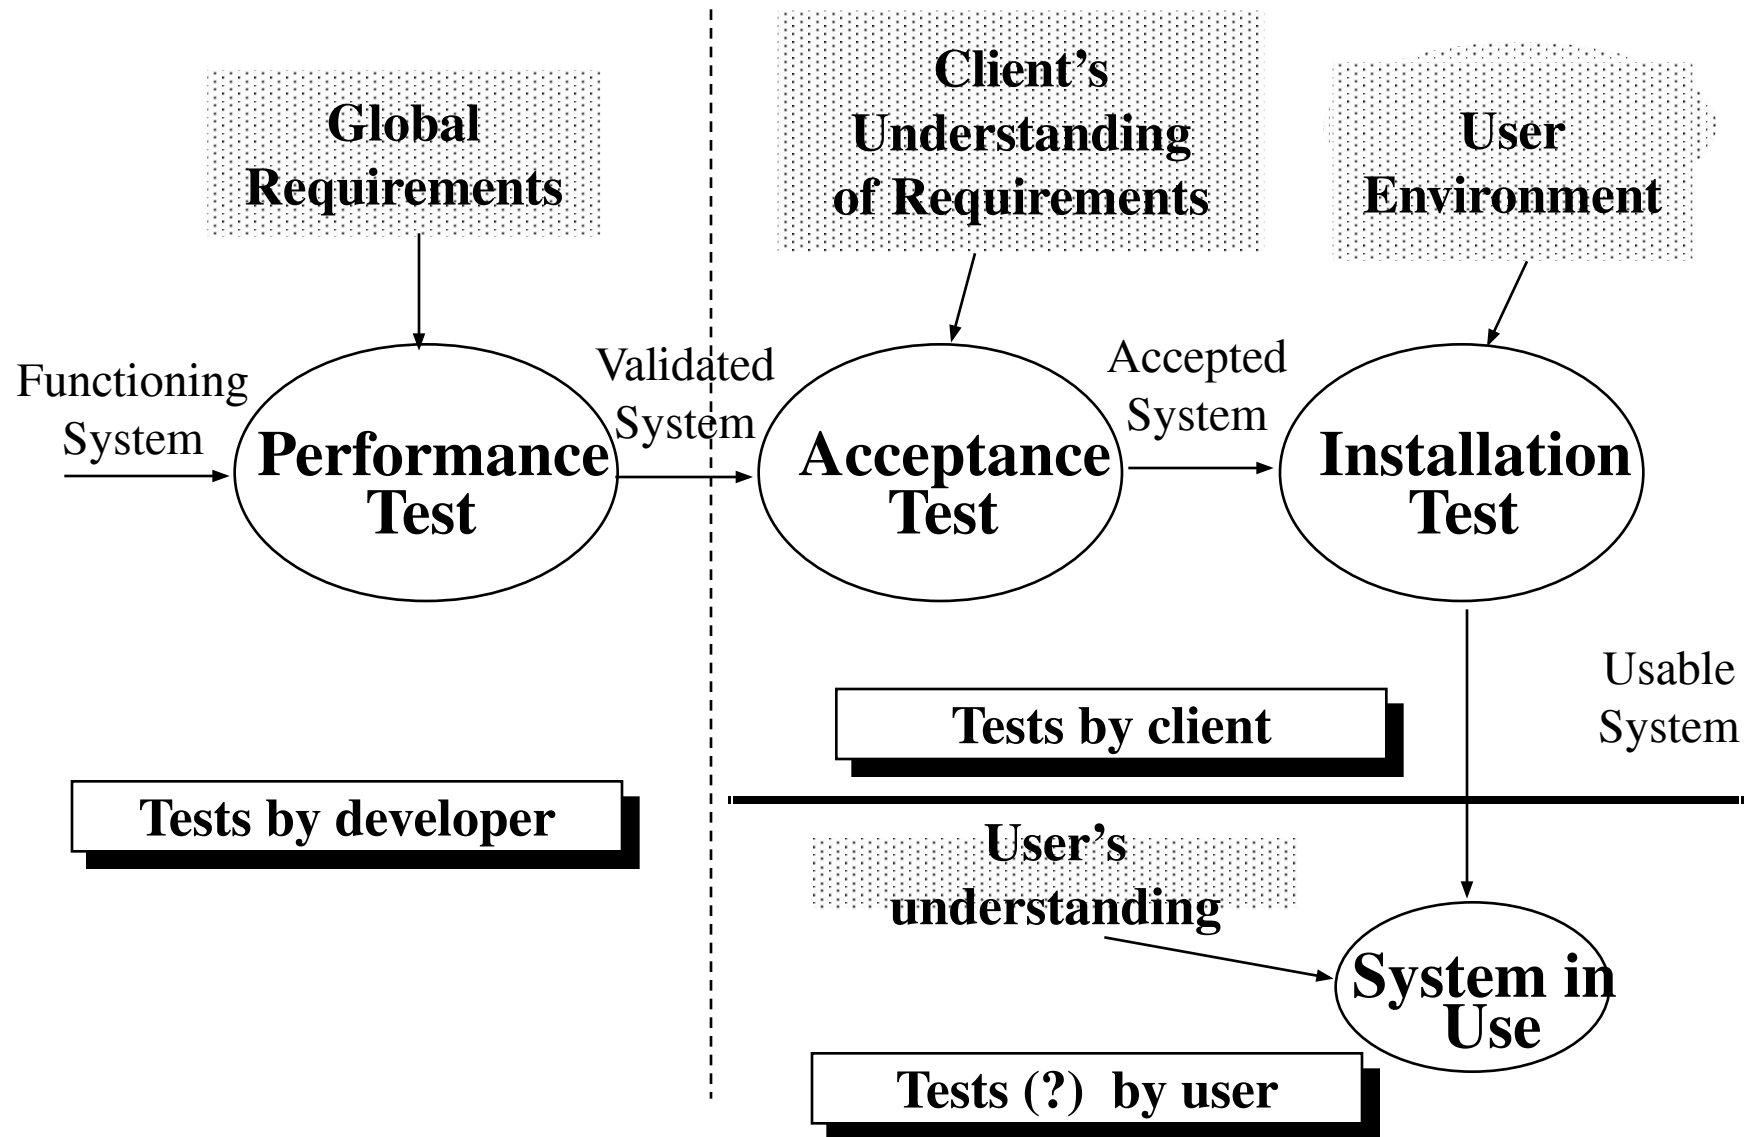 Global
Requirements
Client’s
Understanding
of Requirements
User
Environment
Functioning
System
Performance
Test
Validated
System
Acceptance
Test
Accepted
System
Installation
Test
Usable
System
Tests by client
Tests by developer
User’s
understanding
System in
Use
Tests (?)  by user